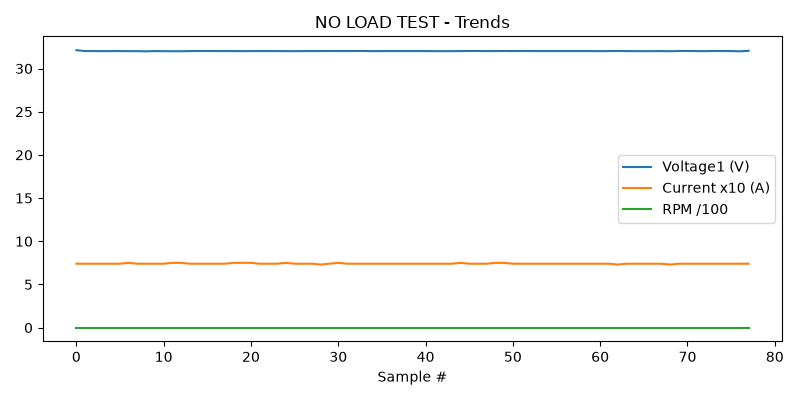 NO LOAD TEST - Trends
30
25
20
15
10
5
0
Voltage1 (V)
Current x10 (A)
RPM /100
0 10 20 30 40 50 60 70 80
Sample #